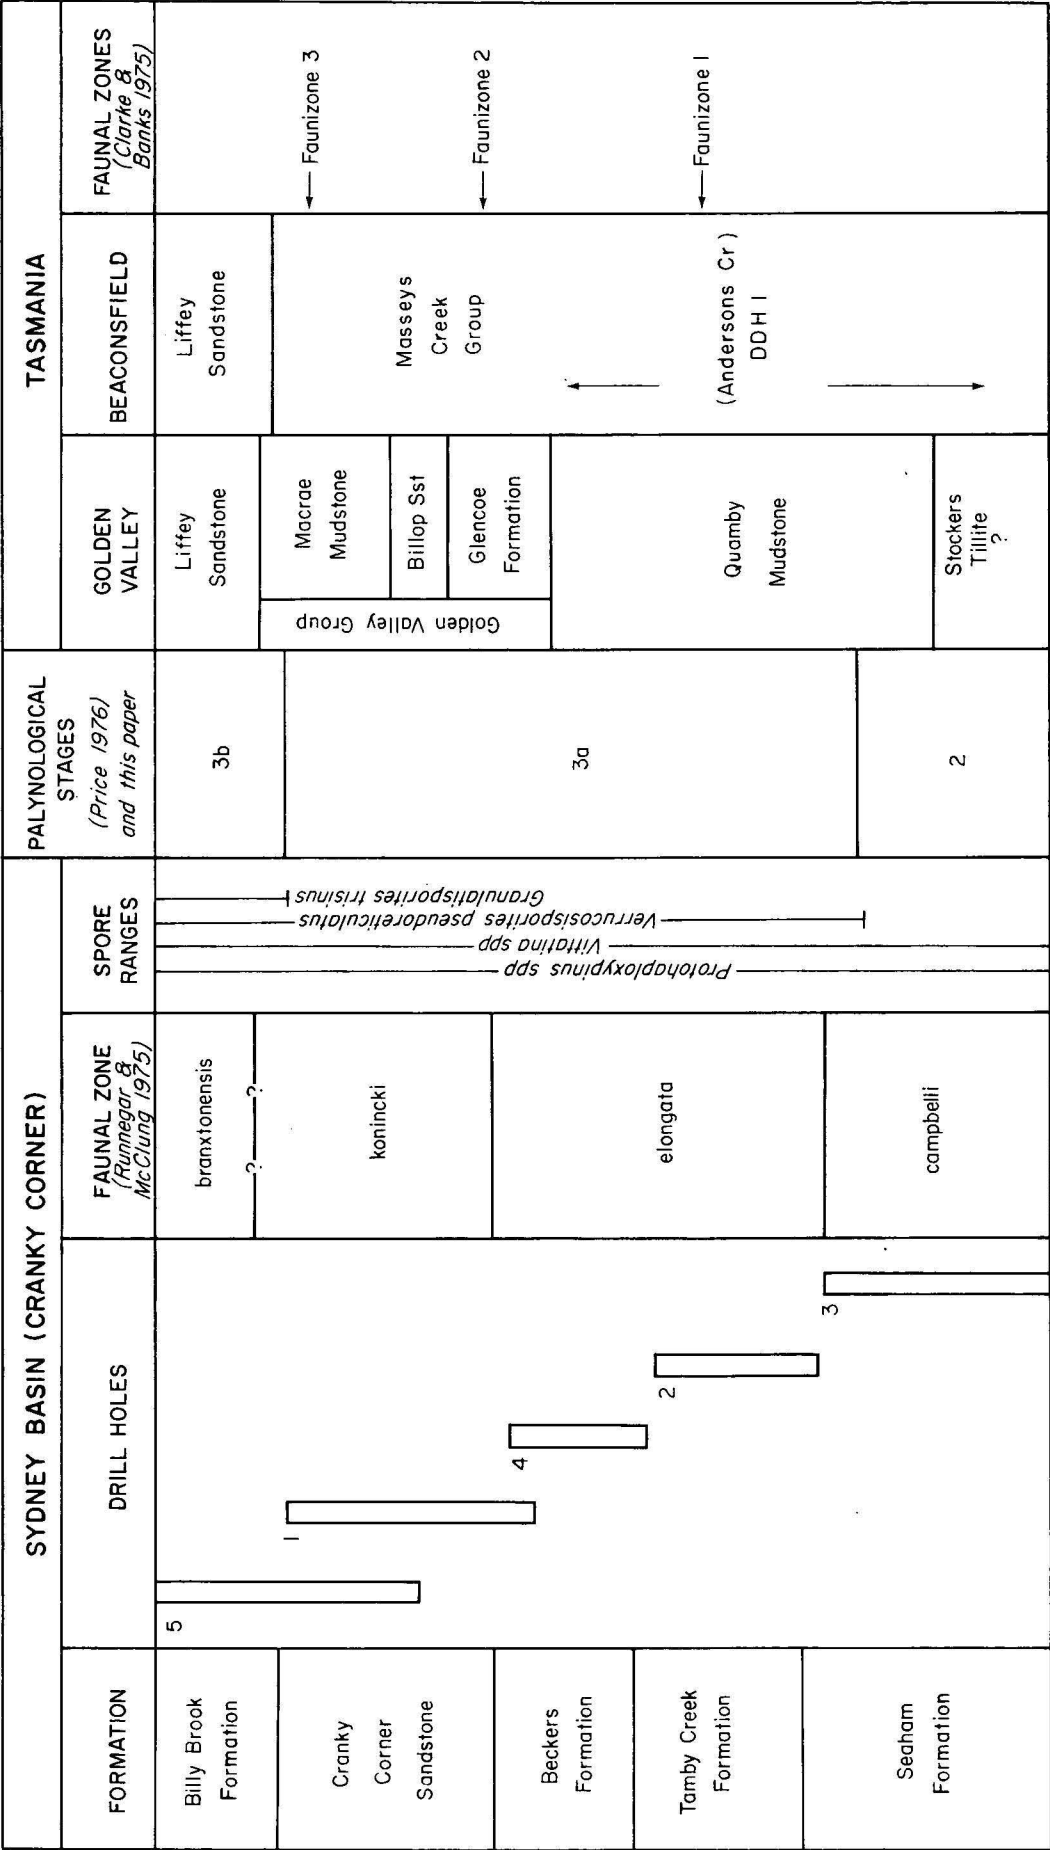 SYDNEY BASIN (CRANKY CORNER)
TASMANIA
FORMATION
DRILL HOLES
FAUNAL ZONE
(Runnegar &
McClung 1975)
SPORE
RANGES
PALYNOLOGICAL
STAGES
(Price 1976)
and this paper
GOLDEN
VALLEY
BEACONSFIELD
FAUNAL ZONES
(Clarke &
Banks 1975)
Billy Brook
Formation
Cranky
Corner
Sandstone
Beckers
Formation
Tamby Creek
Formation
Seaham
Formation
5
1
4
2
3
branxtonensis
? ?
konincki
elongata
campbelli
Protohaploxypinus spp
Vittatina spp
Verrucosisporites pseudoreticulatus
Granulatisporites trisinus
3b
3a
2
Liffey
Sandstone
Golden Valley Group
Macrae
Mudstone
Billop Sst
Glencoe
Formation
Quamby
Mudstone
Stockers
Tillite
?
Liffey
Sandstone
Masseys
Creek
Group
(Andersons Cr)
DDH 1
Faunizone 3
Faunizone 2
Faunizone 1